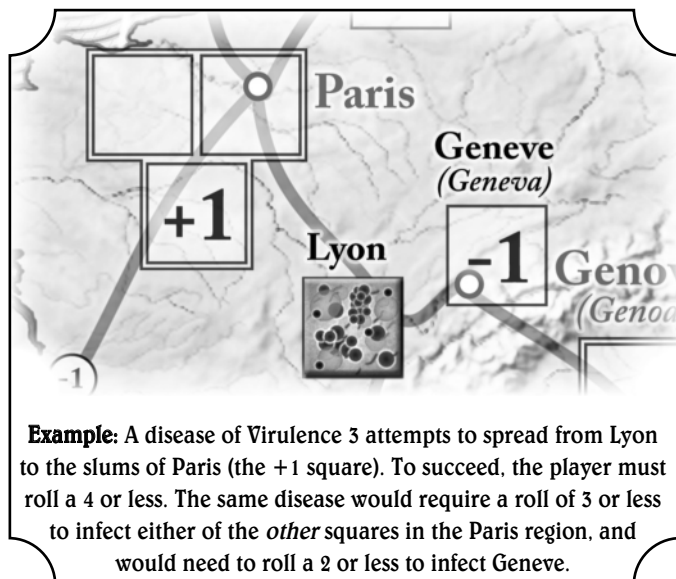 Paris
Geneve
(Geneva)
+1
Lyon
-1
Genov
(Genoa
-1
Example: A disease of Virulence 3 attempts to spread from Lyon
to the slums of Paris (the +1 square). To succeed, the player must
roll a 4 or less. The same disease would require a roll of 3 or less
to infect either of the other squares in the Paris region, and
would need to roll a 2 or less to infect Geneve.